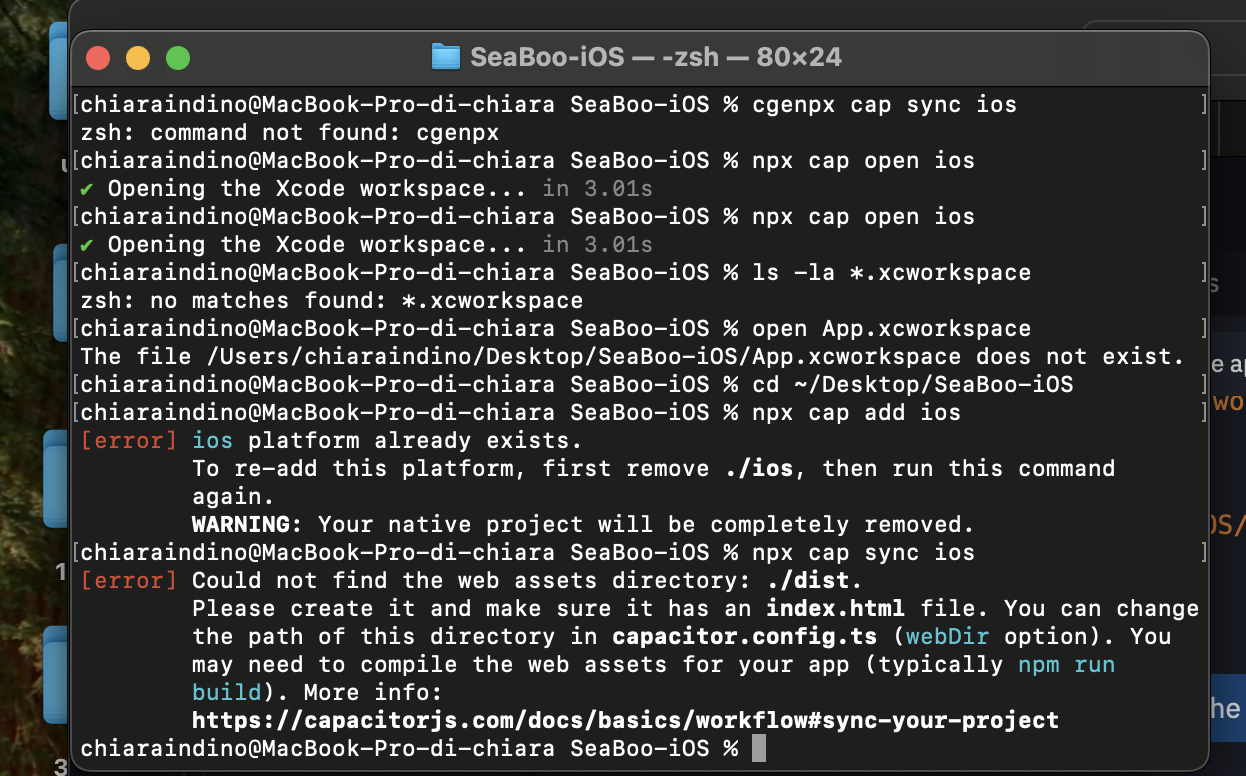 SeaBoo-iOS — -zsh — 80×24
[chiaraindino@MacBook-Pro-di-chiara SeaBoo-iOS % cgenpx cap sync ios ]
zsh: command not found: cgenpx
[chiaraindino@MacBook-Pro-di-chiara SeaBoo-iOS % npx cap open ios ]
✔ Opening the Xcode workspace... in 3.01s
[chiaraindino@MacBook-Pro-di-chiara SeaBoo-iOS % npx cap open ios ]
✔ Opening the Xcode workspace... in 3.01s
[chiaraindino@MacBook-Pro-di-chiara SeaBoo-iOS % ls -la *.xcworkspace ]
zsh: no matches found: *.xcworkspace
[chiaraindino@MacBook-Pro-di-chiara SeaBoo-iOS % open App.xcworkspace ]
The file /Users/chiaraindino/Desktop/SeaBoo-iOS/App.xcworkspace does not exist.
[chiaraindino@MacBook-Pro-di-chiara SeaBoo-iOS % cd ~/Desktop/SeaBoo-iOS ]
[chiaraindino@MacBook-Pro-di-chiara SeaBoo-iOS % npx cap add ios ]
[error] ios platform already exists.
To re-add this platform, first remove ./ios, then run this command
again.
WARNING: Your native project will be completely removed.
[chiaraindino@MacBook-Pro-di-chiara SeaBoo-iOS % npx cap sync ios ]
[error] Could not find the web assets directory: ./dist.
Please create it and make sure it has an index.html file. You can change
the path of this directory in capacitor.config.ts (webDir option). You
may need to compile the web assets for your app (typically npm run
build). More info:
https://capacitorjs.com/docs/basics/workflow#sync-your-project
chiaraindino@MacBook-Pro-di-chiara SeaBoo-iOS %